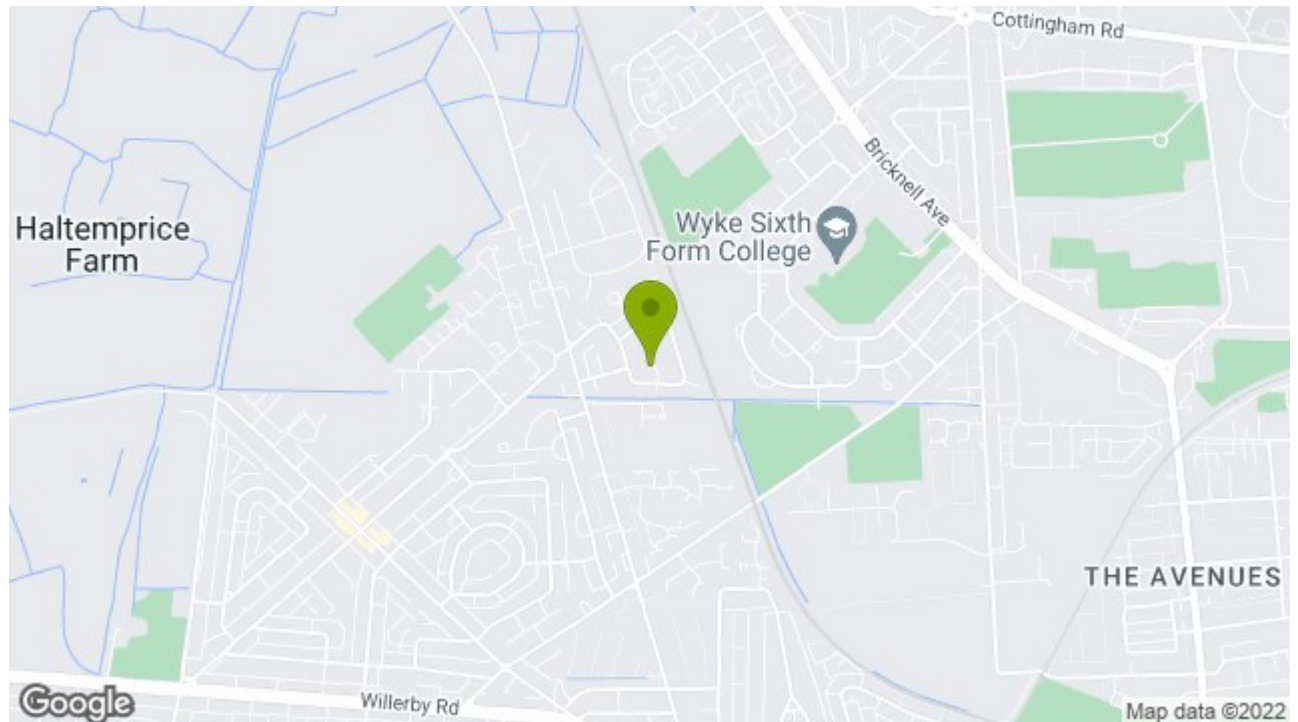 Cottingham Rd
Bricknell Ave
Haltemprice
Farm
Wyke Sixth
Form College
THE AVENUES
Willerby Rd
Google
Map data ©2022